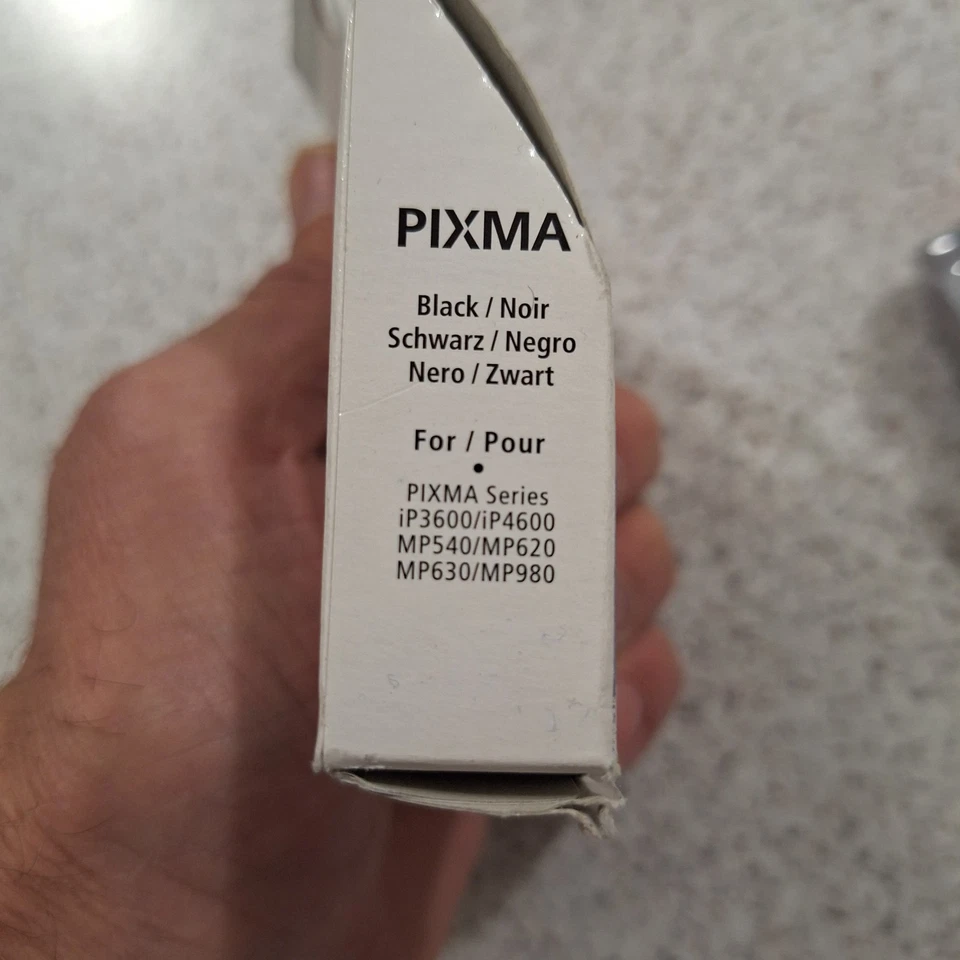 PIXMA
Black / Noir
Schwarz / Negro
Nero / Zwart
For / Pour
•
PIXMA Series
iP3600/iP4600
MP540/MP620
MP630/MP980